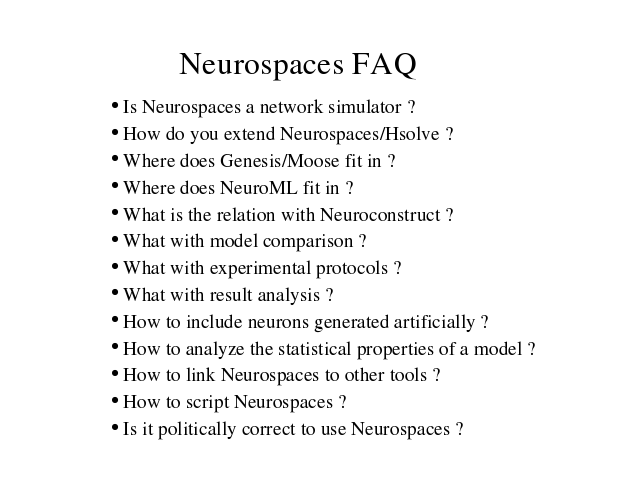 Neurospaces FAQ
• Is Neurospaces a network simulator ?
• How do you extend Neurospaces/Hsolve ?
• Where does Genesis/Moose fit in ?
• Where does NeuroML fit in ?
• What is the relation with Neuroconstruct ?
• What with model comparison ?
• What with experimental protocols ?
• What with result analysis ?
• How to include neurons generated artificially ?
• How to analyze the statistical properties of a model ?
• How to link Neurospaces to other tools ?
• How to script Neurospaces ?
• Is it politically correct to use Neurospaces ?